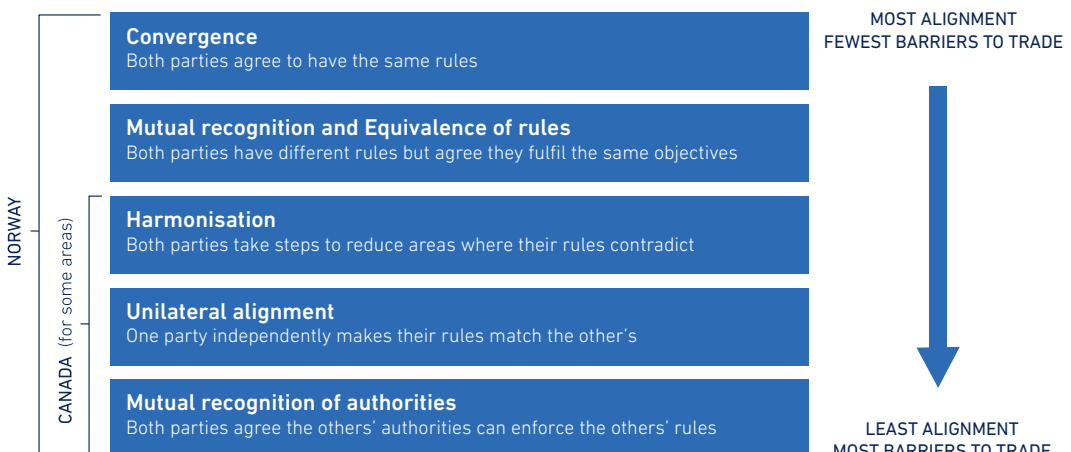 MOST ALIGNMENT
FEWEST BARRIERS TO TRADE
Convergence
Both parties agree to have the same rules
Mutual recognition and Equivalence of rules
Both parties have different rules but agree they fulfil the same objectives
NORWAY
CANADA (for some areas)
Harmonisation
Both parties take steps to reduce areas where their rules contradict
Unilateral alignment
One party independently makes their rules match the other’s
Mutual recognition of authorities
Both parties agree the others’ authorities can enforce the others’ rules
LEAST ALIGNMENT
MOST BARRIERS TO TRADE